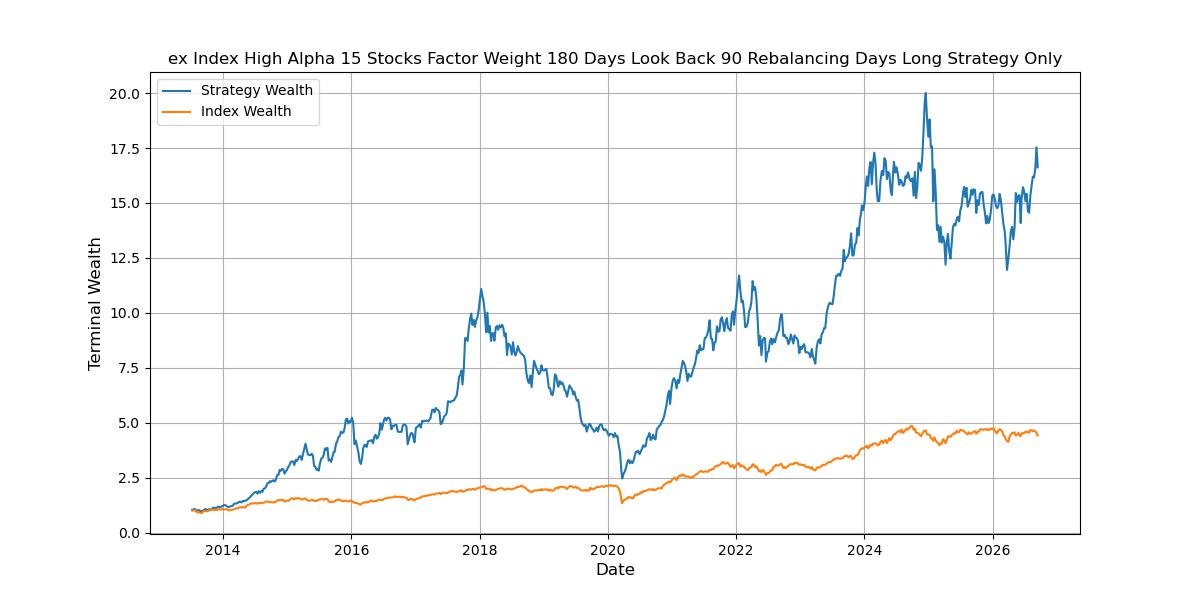 ex Index High Alpha 15 Stocks Factor Weight 180 Days Look Back 90 Rebalancing Days Long Strategy Only
Strategy Wealth
Index Wealth
20.0
17.5
15.0
12.5
10.0
7.5
5.0
2.5
0.0
Terminal Wealth
2014 2016 2018 2020 2022 2024 2026
Date